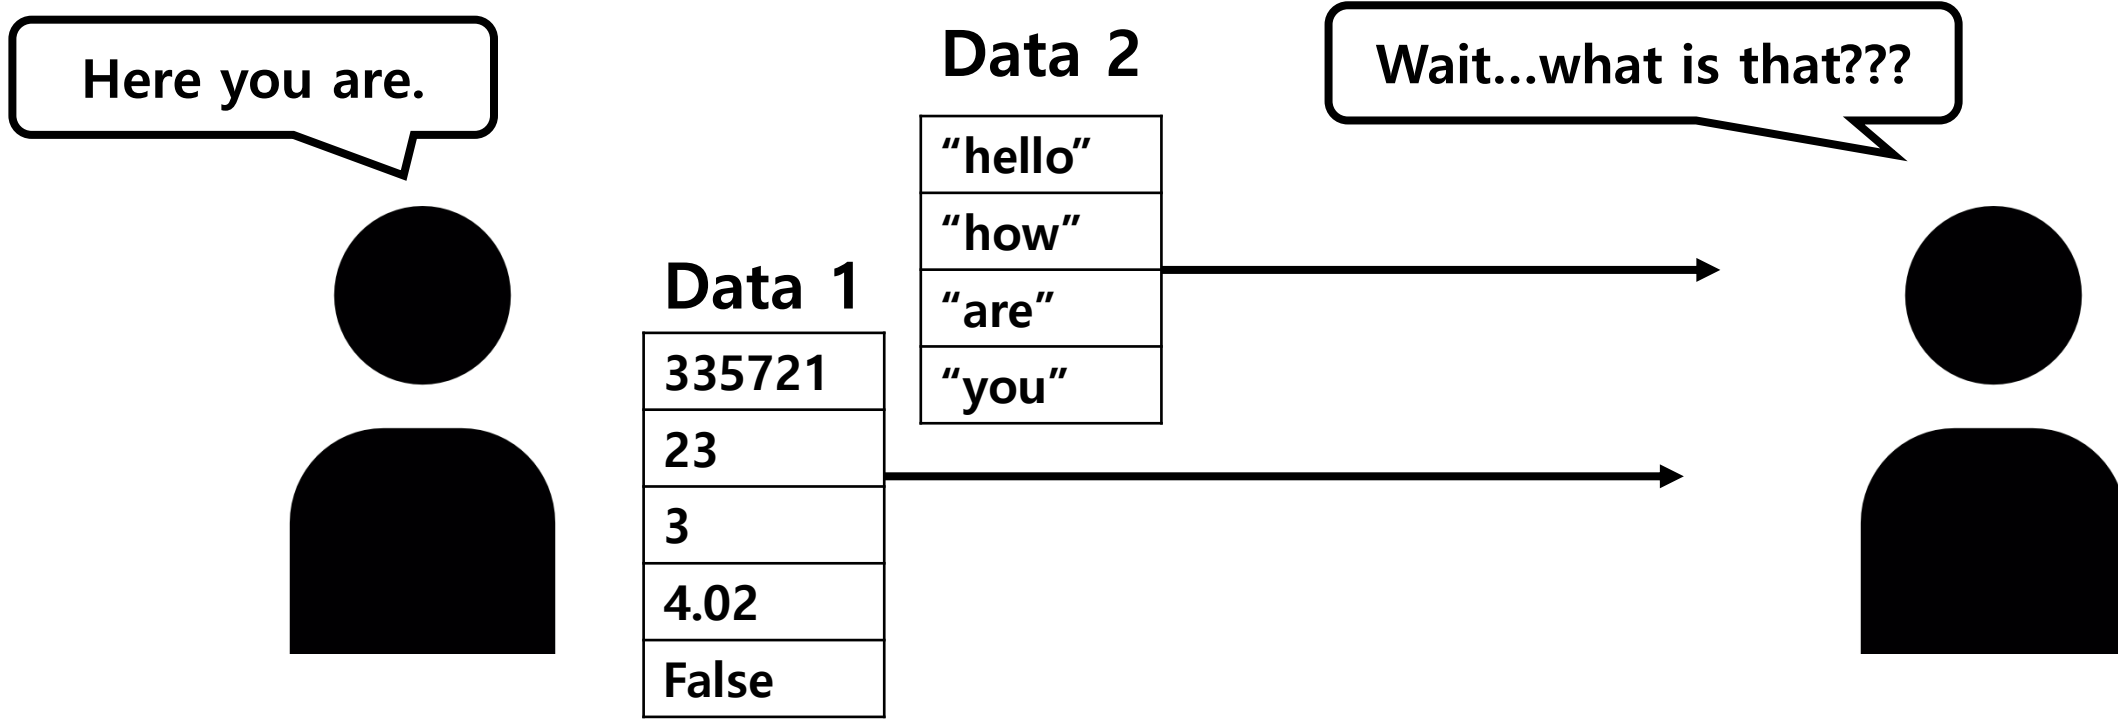 Here you are.
Data 2
Wait...what is that???
“hello”
“how”
“are”
“you”
Data 1
335721
23
3
4.02
False